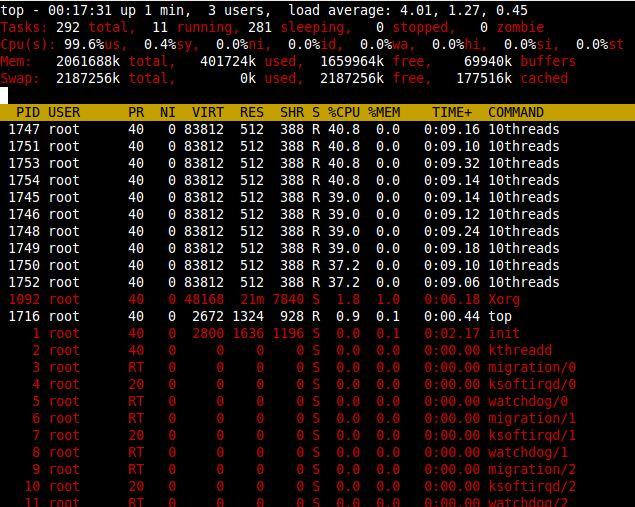 top - 00:17:31 up 1 min,  3 users,  load average: 4.01, 1.27, 0.45
Tasks: 292 total,  11 running, 281 sleeping,   0 stopped,   0 zombie
Cpu(s): 99.6%us,  0.4%sy,  0.0%ni,  0.0%id,  0.0%wa,  0.0%hi,  0.0%si,  0.0%st
Mem:   2061688k total,   401724k used,  1659964k free,    69940k buffers
Swap:  2187256k total,        0k used,  2187256k free,   177516k cached
PID USER      PR  NI  VIRT  RES  SHR S %CPU %MEM    TIME+  COMMAND
1747 root      40   0 83812  512  388 R 40.8  0.0   0:09.16 10threads
1751 root      40   0 83812  512  388 R 40.8  0.0   0:09.10 10threads
1753 root      40   0 83812  512  388 R 40.8  0.0   0:09.32 10threads
1754 root      40   0 83812  512  388 R 40.8  0.0   0:09.14 10threads
1745 root      40   0 83812  512  388 R 39.0  0.0   0:09.14 10threads
1746 root      40   0 83812  512  388 R 39.0  0.0   0:09.12 10threads
1748 root      40   0 83812  512  388 R 39.0  0.0   0:09.24 10threads
1749 root      40   0 83812  512  388 R 39.0  0.0   0:09.18 10threads
1750 root      40   0 83812  512  388 R 37.2  0.0   0:09.10 10threads
1752 root      40   0 83812  512  388 R 37.2  0.0   0:09.06 10threads
1092 root      40   0 48168  21m 7840 S  1.8  1.0   0:06.18 Xorg
1716 root      40   0  2672 1324  928 R  0.9  0.1   0:00.44 top
1 root      40   0  2800 1636 1196 S  0.0  0.1   0:02.17 init
2 root      40   0     0    0    0 S  0.0  0.0   0:00.00 kthreadd
3 root      RT   0     0    0    0 S  0.0  0.0   0:00.00 migration/0
4 root      20   0     0    0    0 S  0.0  0.0   0:00.00 ksoftirqd/0
5 root      RT   0     0    0    0 S  0.0  0.0   0:00.00 watchdog/0
6 root      RT   0     0    0    0 S  0.0  0.0   0:00.00 migration/1
7 root      20   0     0    0    0 S  0.0  0.0   0:00.00 ksoftirqd/1
8 root      RT   0     0    0    0 S  0.0  0.0   0:00.00 watchdog/1
9 root      RT   0     0    0    0 S  0.0  0.0   0:00.00 migration/2
10 root      20   0     0    0    0 S  0.0  0.0   0:00.00 ksoftirqd/2
11 root      RT   0     0    0    0 S  0.0  0.0   0:00.00 watchdog/2